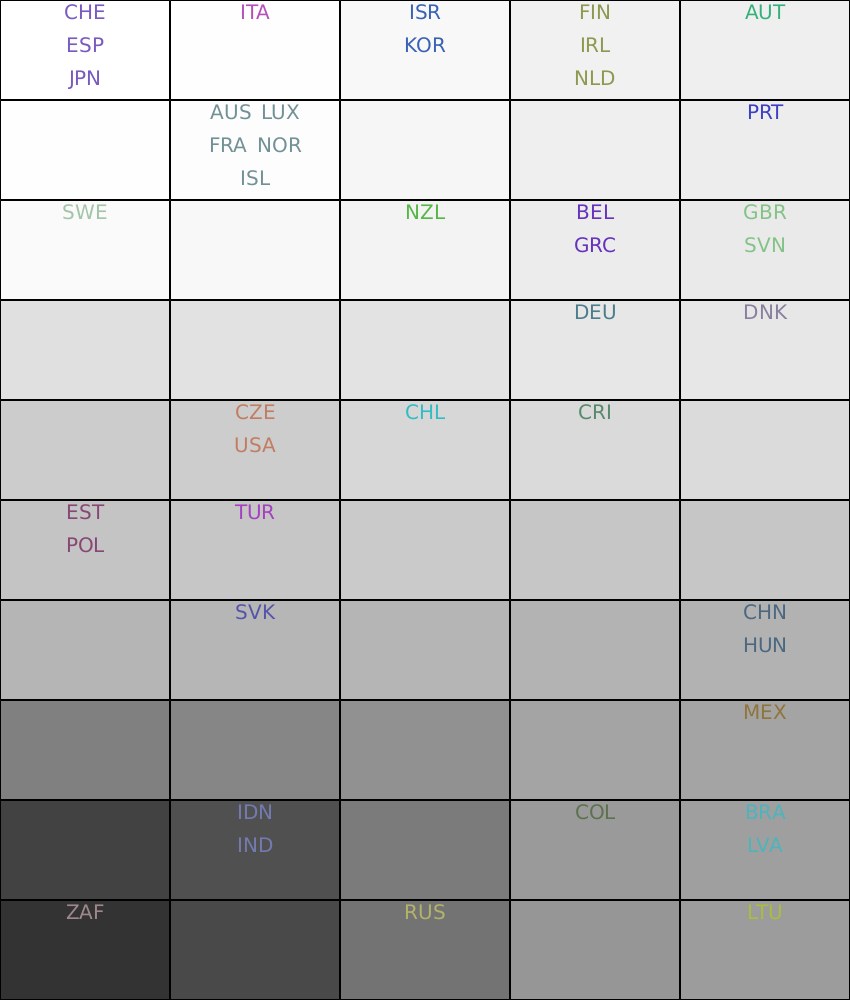 CHE
ESP
JPN
ITA
ISR
KOR
FIN
IRL
NLD
AUT
AUS LUX
FRA NOR
ISL
PRT
SWE
NZL
BEL
GRC
GBR
SVN
DEU
DNK
CZE
USA
CHL
CRI
EST
POL
TUR
SVK
CHN
HUN
MEX
IDN
IND
COL
BRA
LVA
ZAF
RUS
LTU